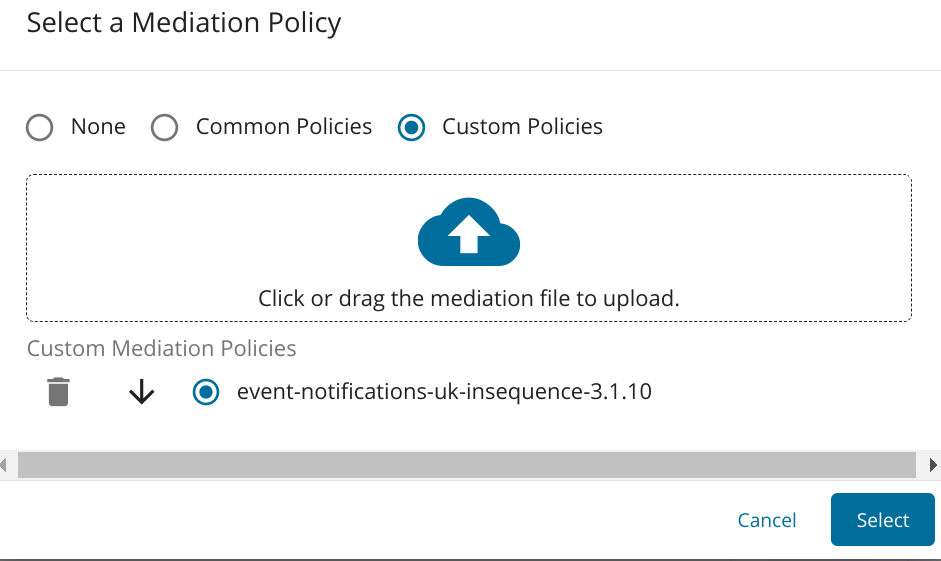 Select a Mediation Policy
None Common Policies Custom Policies
Click or drag the mediation file to upload.
Custom Mediation Policies
event-notifications-uk-insequence-3.1.10
Cancel Select